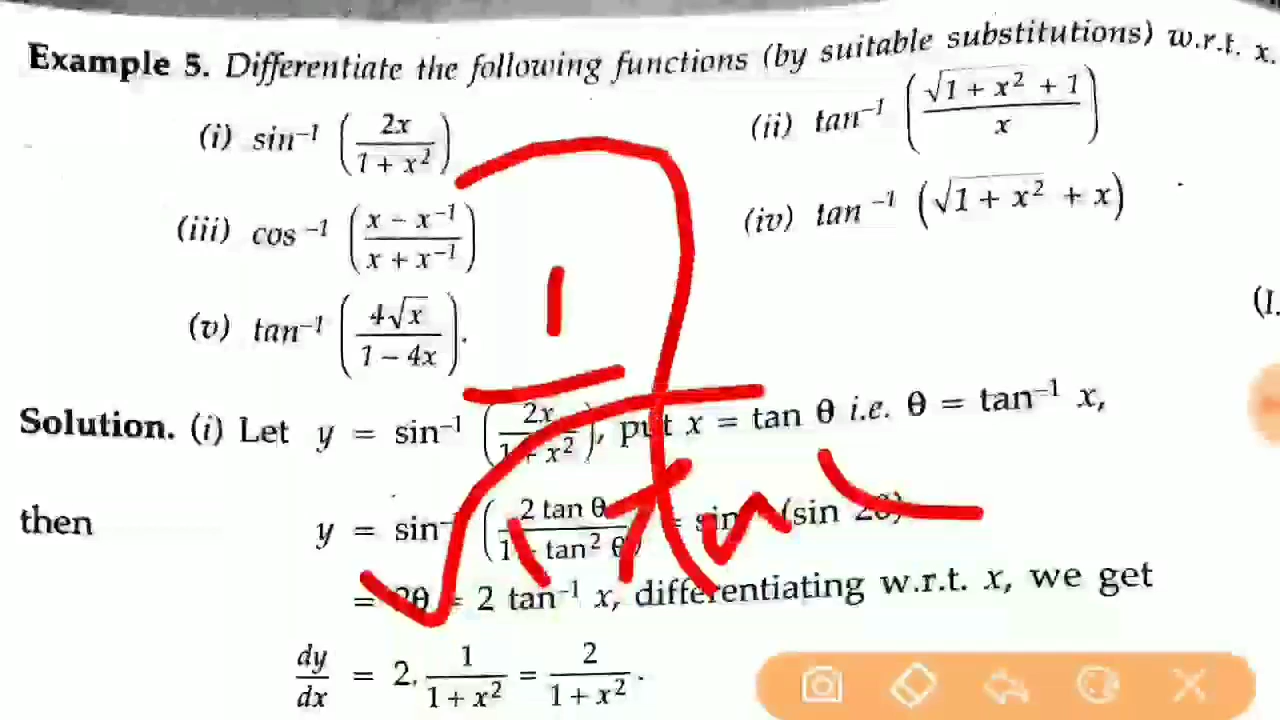 Example 5. Differentiate the following functions (by suitable substitutions) w.r.t. x.
(i) sin⁻¹ (2x / 1 + x²) (ii) tan⁻¹ (√1 + x² + 1 / x)
(iii) cos⁻¹ (x − x⁻¹ / x + x⁻¹) (iv) tan⁻¹ (√1 + x² + x)
(v) tan⁻¹ (4√x / 1 − 4x).
(I.
1
Solution. (i) Let y = sin⁻¹ (2x / 1 + x²), put x = tan θ i.e. θ = tan⁻¹ x,
then y = sin⁻¹ (2 tan θ / 1 + tan² θ) = sin⁻¹ (sin 2θ)
= 2θ = 2 tan⁻¹ x, differentiating w.r.t. x, we get
dy/dx = 2. 1 / 1 + x² = 2 / 1 + x².